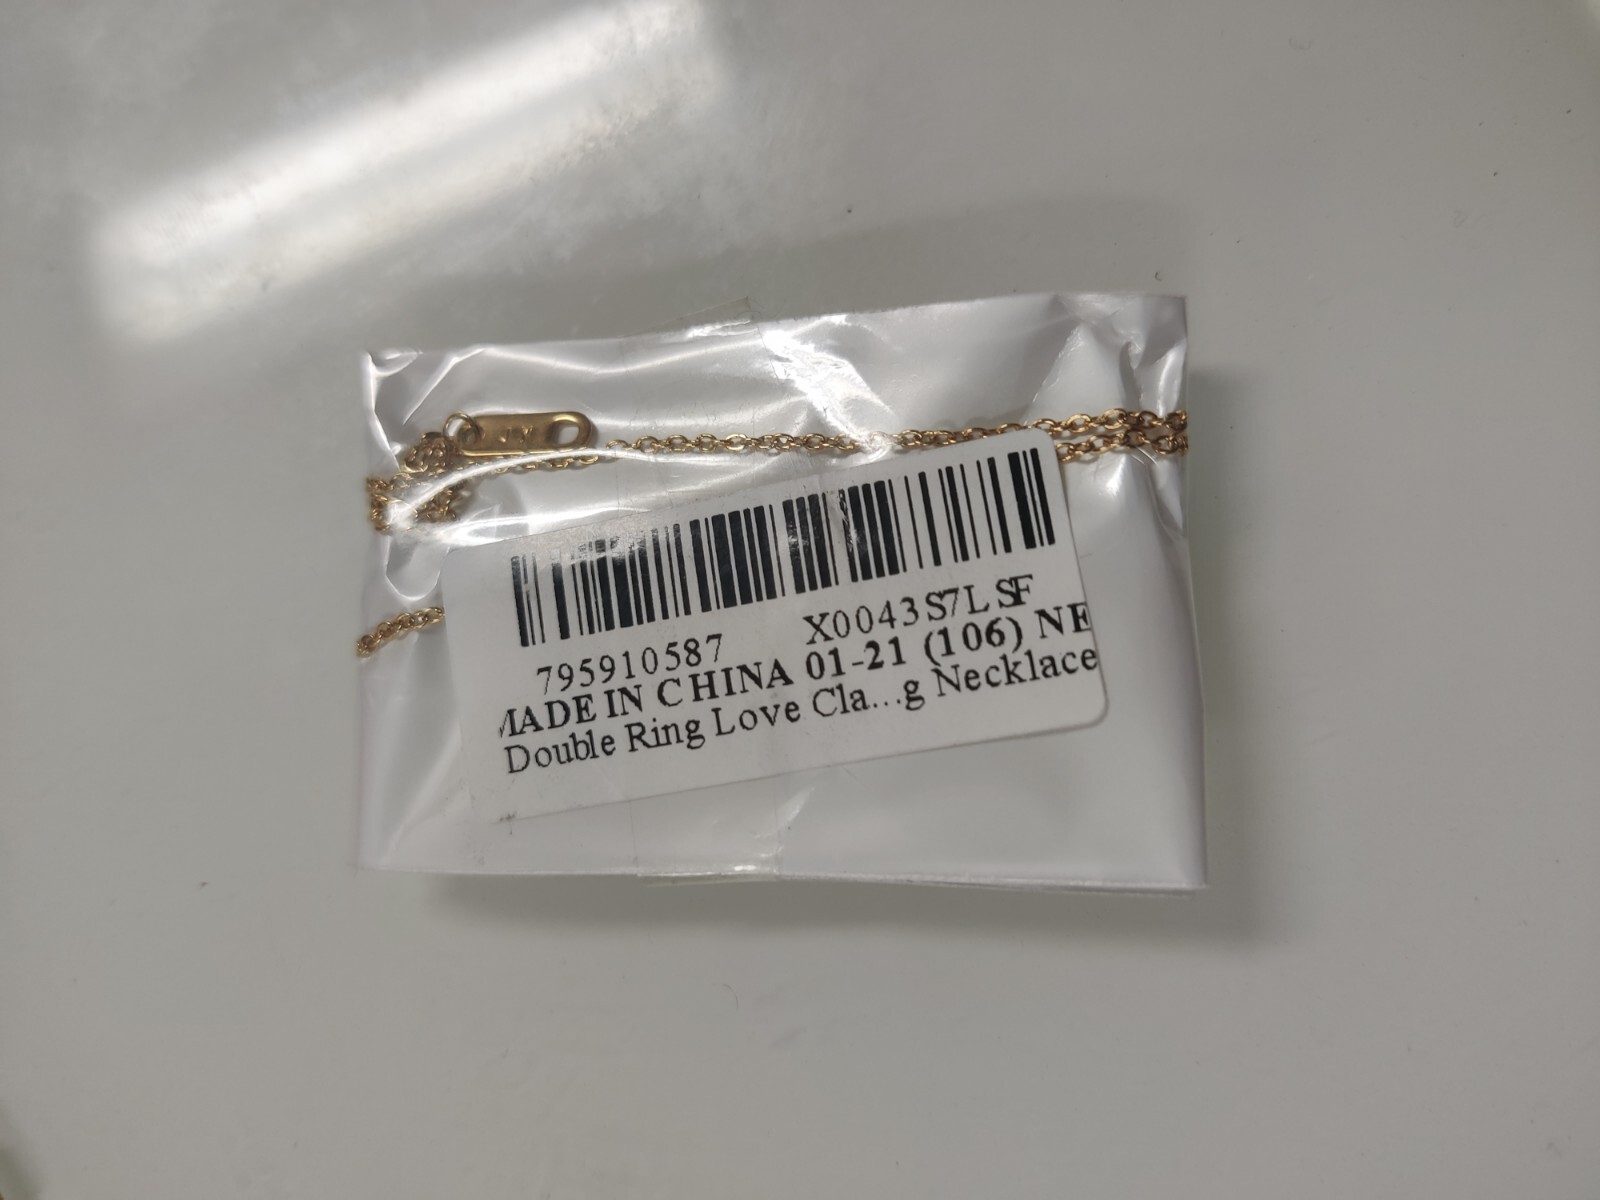 795910587 X0043S7LSF
MADE IN CHINA 01-21 (106) NE
Double Ring Love Cla...g Necklace